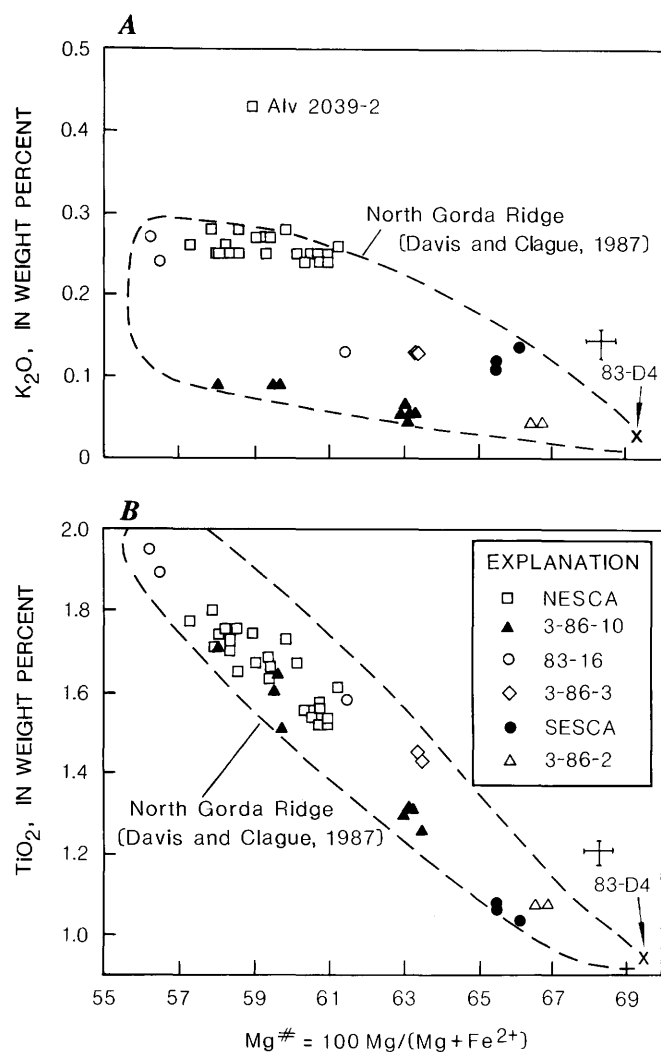 A
K2O, IN WEIGHT PERCENT
0.5
0.4
0.3
0.2
0.1
0
Alv 2039-2
North Gorda Ridge
(Davis and Clague, 1987)
83-D4
X
B
TiO2, IN WEIGHT PERCENT
2.0
1.8
1.6
1.4
1.2
1.0
EXPLANATION
NESCA
3-86-10
83-16
3-86-3
SESCA
3-86-2
North Gorda Ridge
(Davis and Clague, 1987)
83-D4
X
55 57 59 61 63 65 67 69
Mg# = 100 Mg/(Mg+Fe2+)